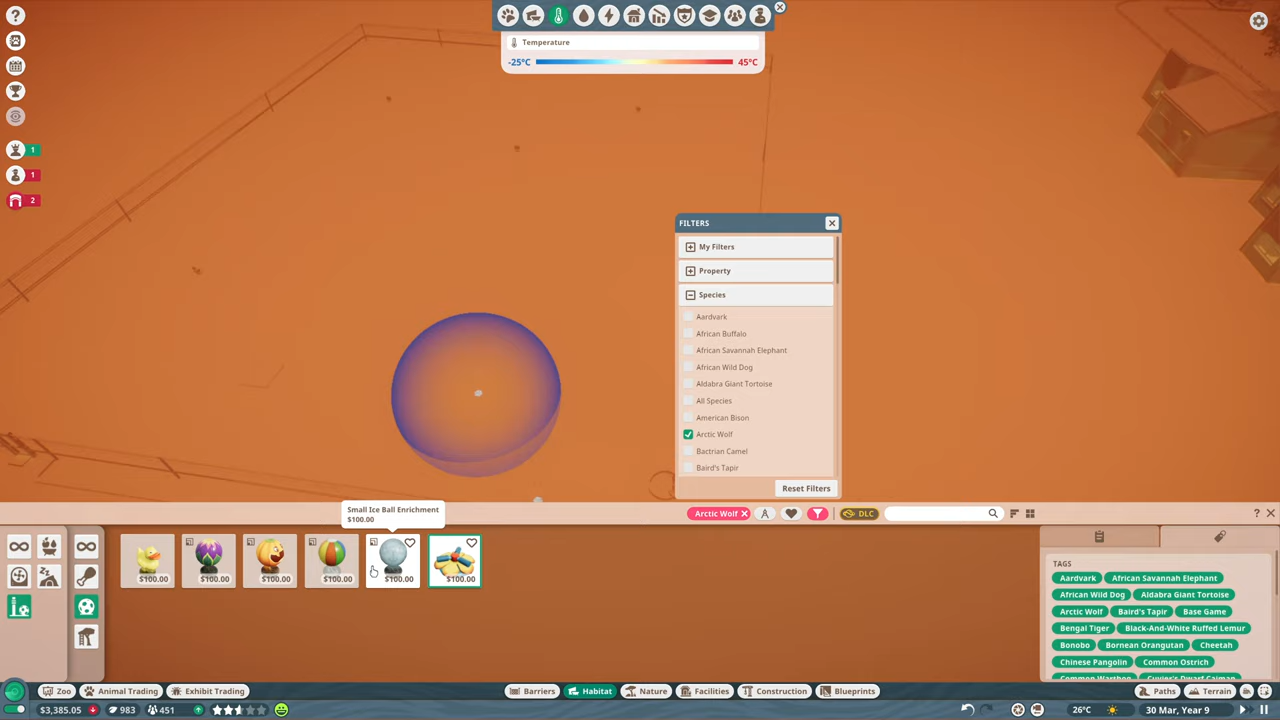 ?
Temperature
-25°C 45°C
1
1
2
FILTERS
My Filters
Property
Species
Aardvark
African Buffalo
African Savannah Elephant
African Wild Dog
Aldabra Giant Tortoise
All Species
American Bison
Arctic Wolf
Bactrian Camel
Baird's Tapir
Reset Filters
Small Ice Ball Enrichment
$100.00
Arctic Wolf DLC ?
$100.00 $100.00 $100.00 $100.00 $100.00 $100.00
TAGS
Aardvark African Savannah Elephant
African Wild Dog Aldabra Giant Tortoise
Arctic Wolf Baird's Tapir Base Game
Bengal Tiger Black-And-White Ruffed Lemur
Bonobo Bornean Orangutan Cheetah
Chinese Pangolin Common Ostrich
Common Warthog Cuvier's Dwarf Caiman
Zoo Animal Trading Exhibit Trading Barriers Habitat Nature Facilities Construction Blueprints Paths Terrain
$3,385.05 983 451 26°C 30 Mar, Year 9